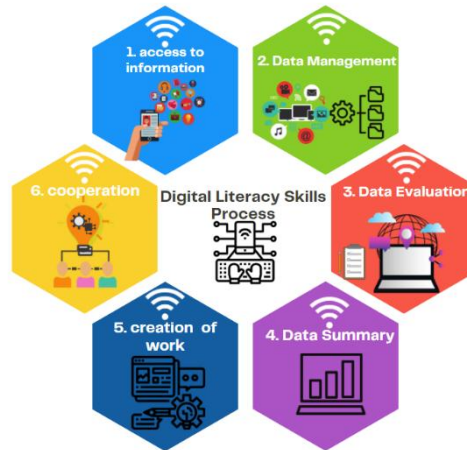 1. access to
information
2. Data Management
3. Data Evaluation
4. Data Summary
5. creation of
work
6. cooperation
Digital Literacy Skills
Process